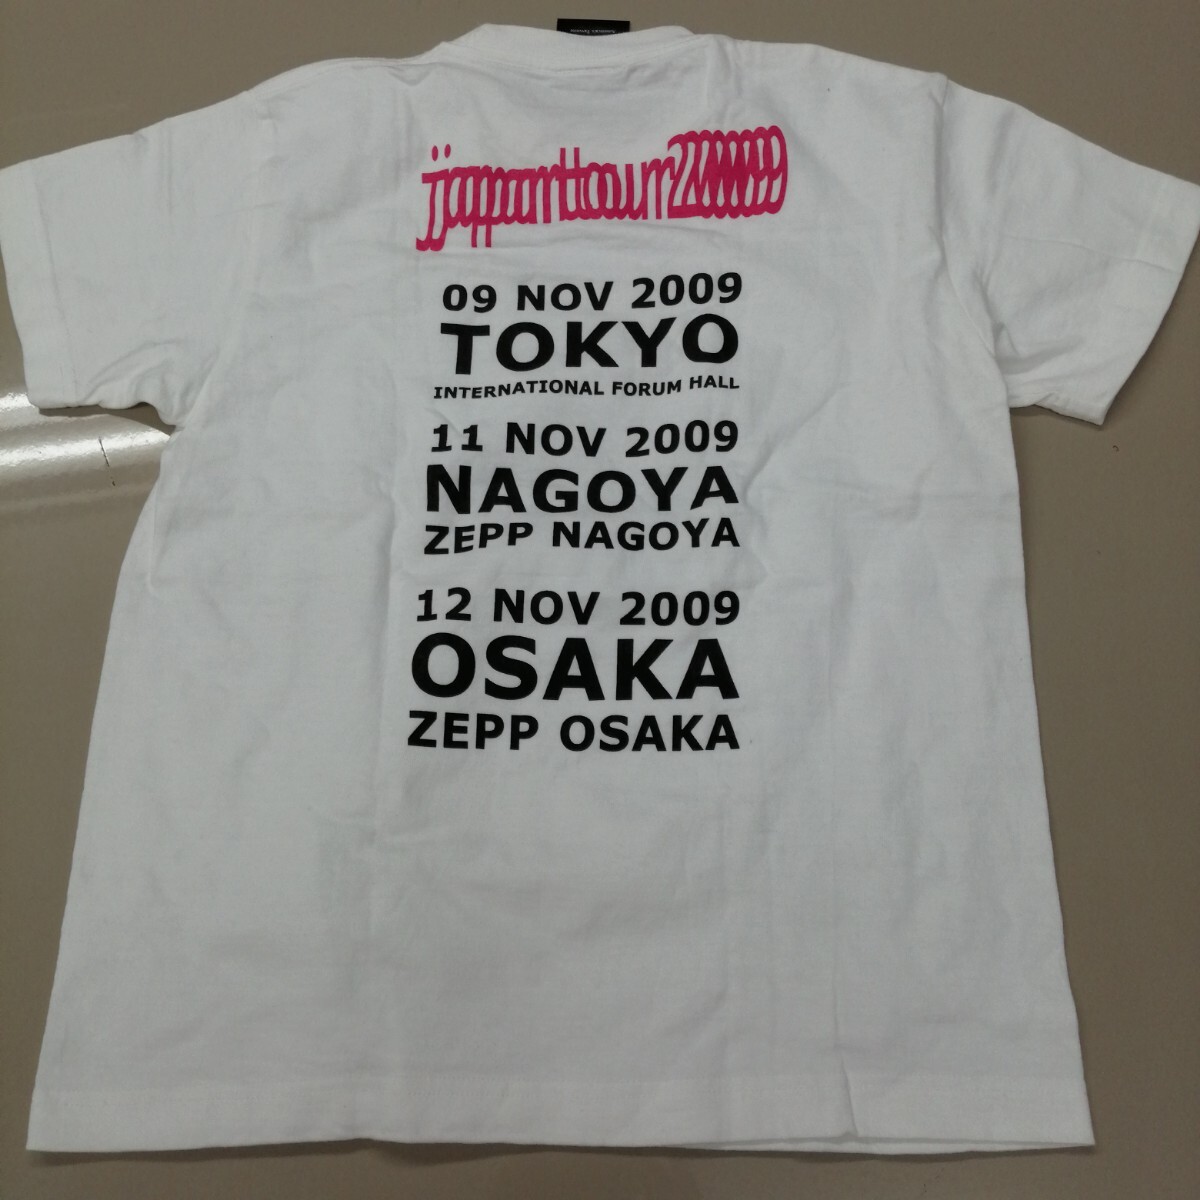 japantour2009
09 NOV 2009
TOKYO
INTERNATIONAL FORUM HALL
11 NOV 2009
NAGOYA
ZEPP NAGOYA
12 NOV 2009
OSAKA
ZEPP OSAKA